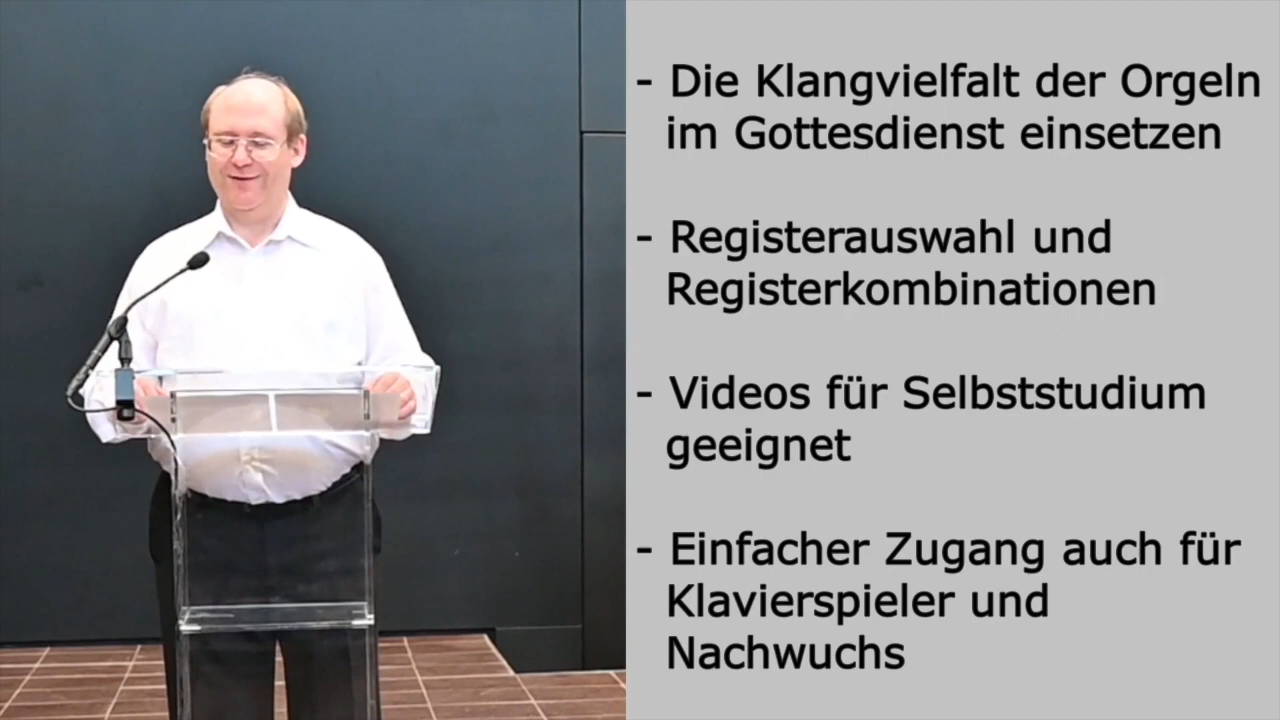 - Die Klangvielfalt der Orgeln
im Gottesdienst einsetzen
- Registerauswahl und
Registerkombinationen
- Videos für Selbststudium
geeignet
- Einfacher Zugang auch für
Klavierspieler und
Nachwuchs